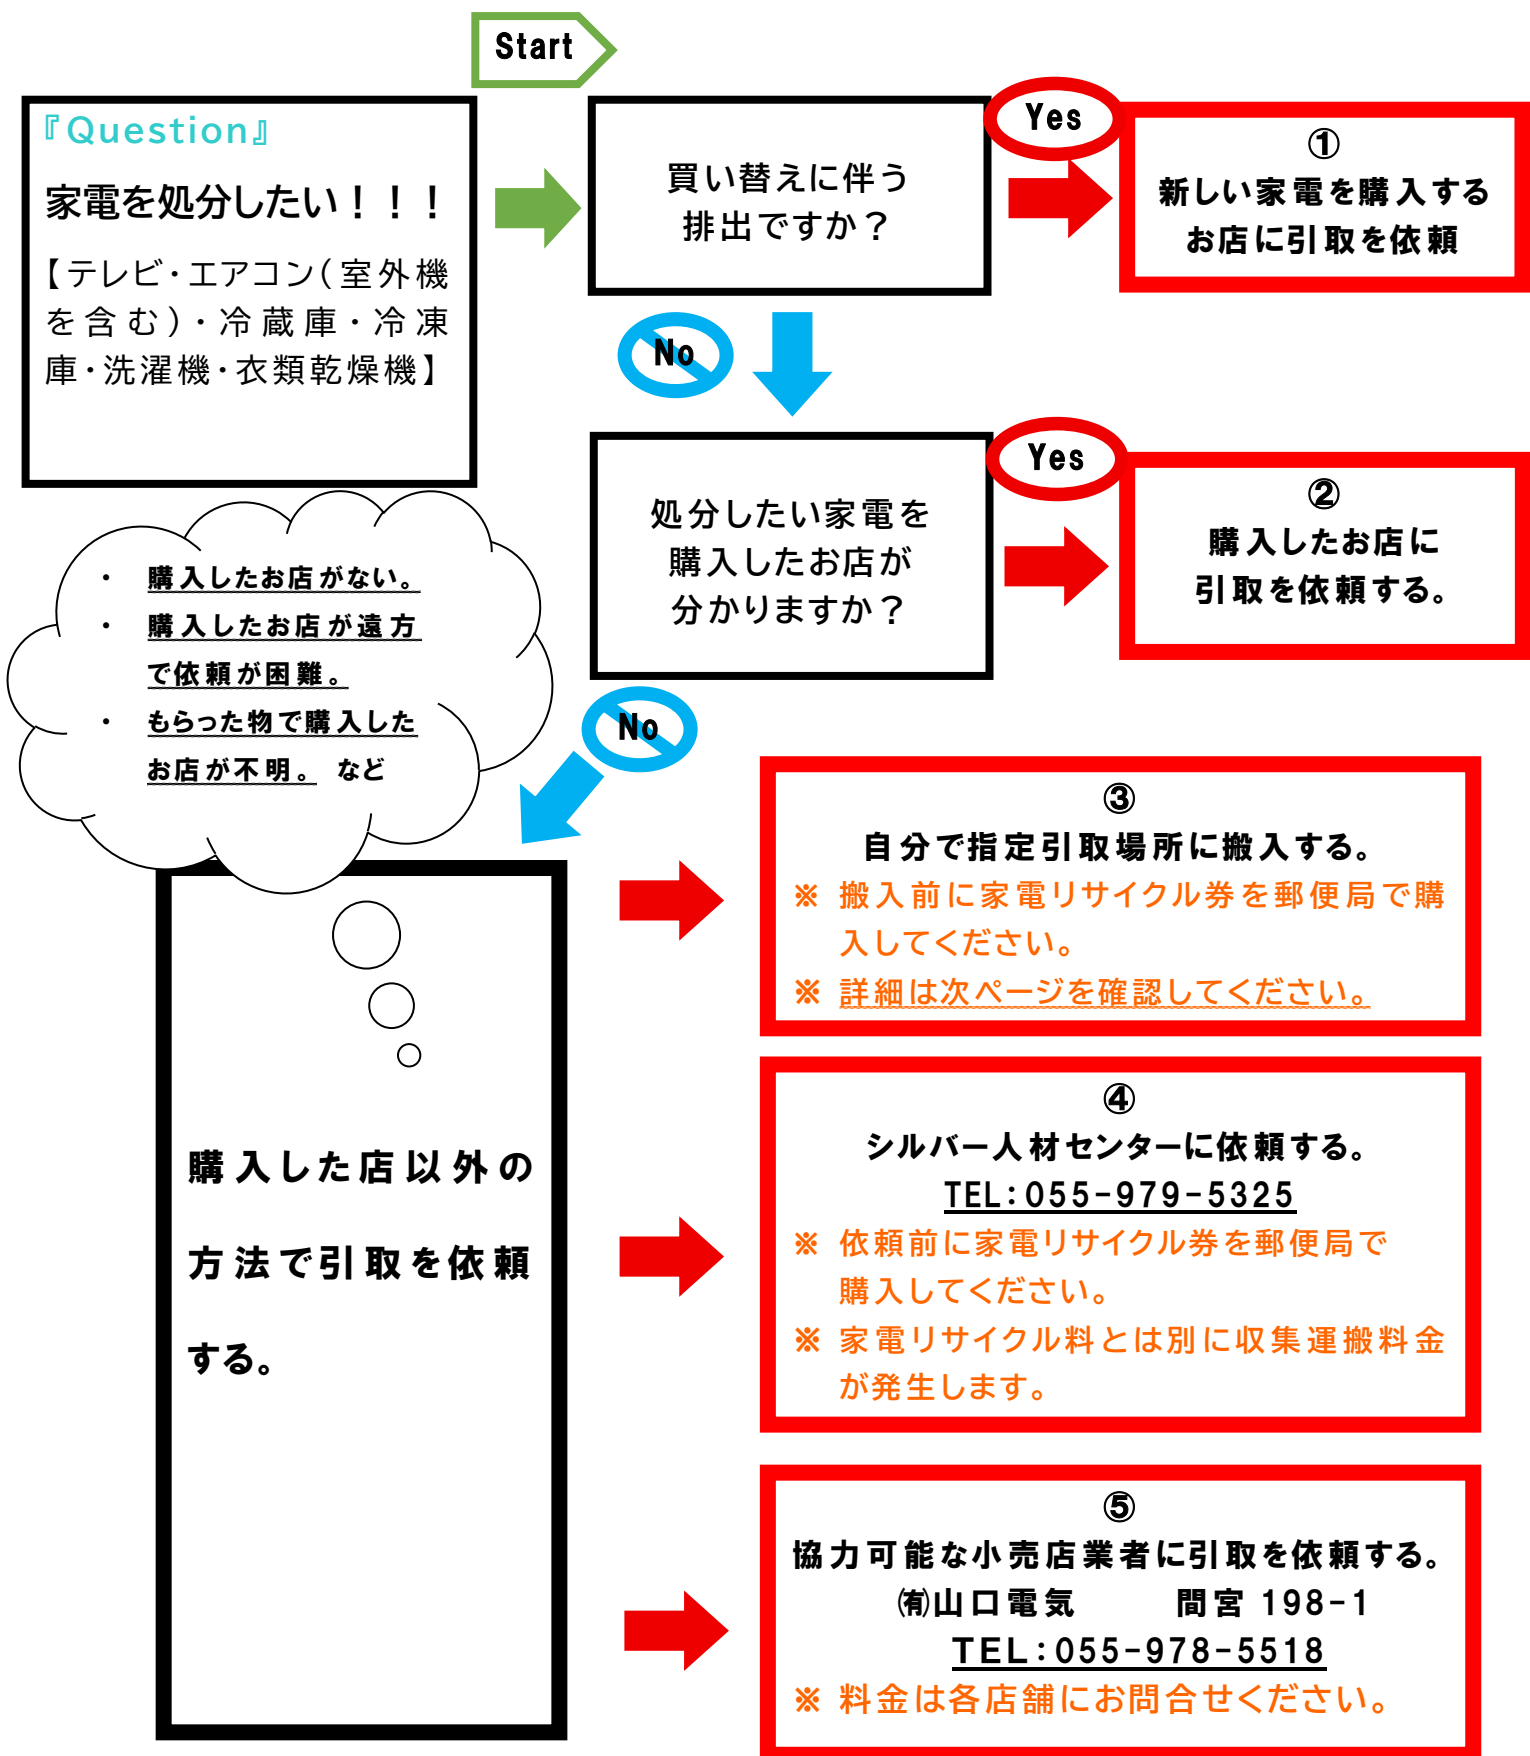 Start
『Question』
家電を処分したい！！！
【テレビ・エアコン（室外機
を含む）・冷蔵庫・冷凍
庫・洗濯機・衣類乾燥機】
買い替えに伴う
排出ですか？
Yes
①
新しい家電を購入する
お店に引取を依頼
No
処分したい家電を
購入したお店が
分かりますか？
Yes
②
購入したお店に
引取を依頼する。
・ 購入したお店がない。
・ 購入したお店が遠方
で依頼が困難。
・ もらった物で購入した
お店が不明。 など
No
購入した店以外の
方法で引取を依頼
する。
③
自分で指定引取場所に搬入する。
※ 搬入前に家電リサイクル券を郵便局で購
入してください。
※ 詳細は次ページを確認してください。
④
シルバー人材センターに依頼する。
TEL：055-979-5325
※ 依頼前に家電リサイクル券を郵便局で
購入してください。
※ 家電リサイクル料とは別に収集運搬料金
が発生します。
⑤
協力可能な小売店業者に引取を依頼する。
㈲山口電気 間宮 198-1
TEL：055-978-5518
※ 料金は各店舗にお問合せください。